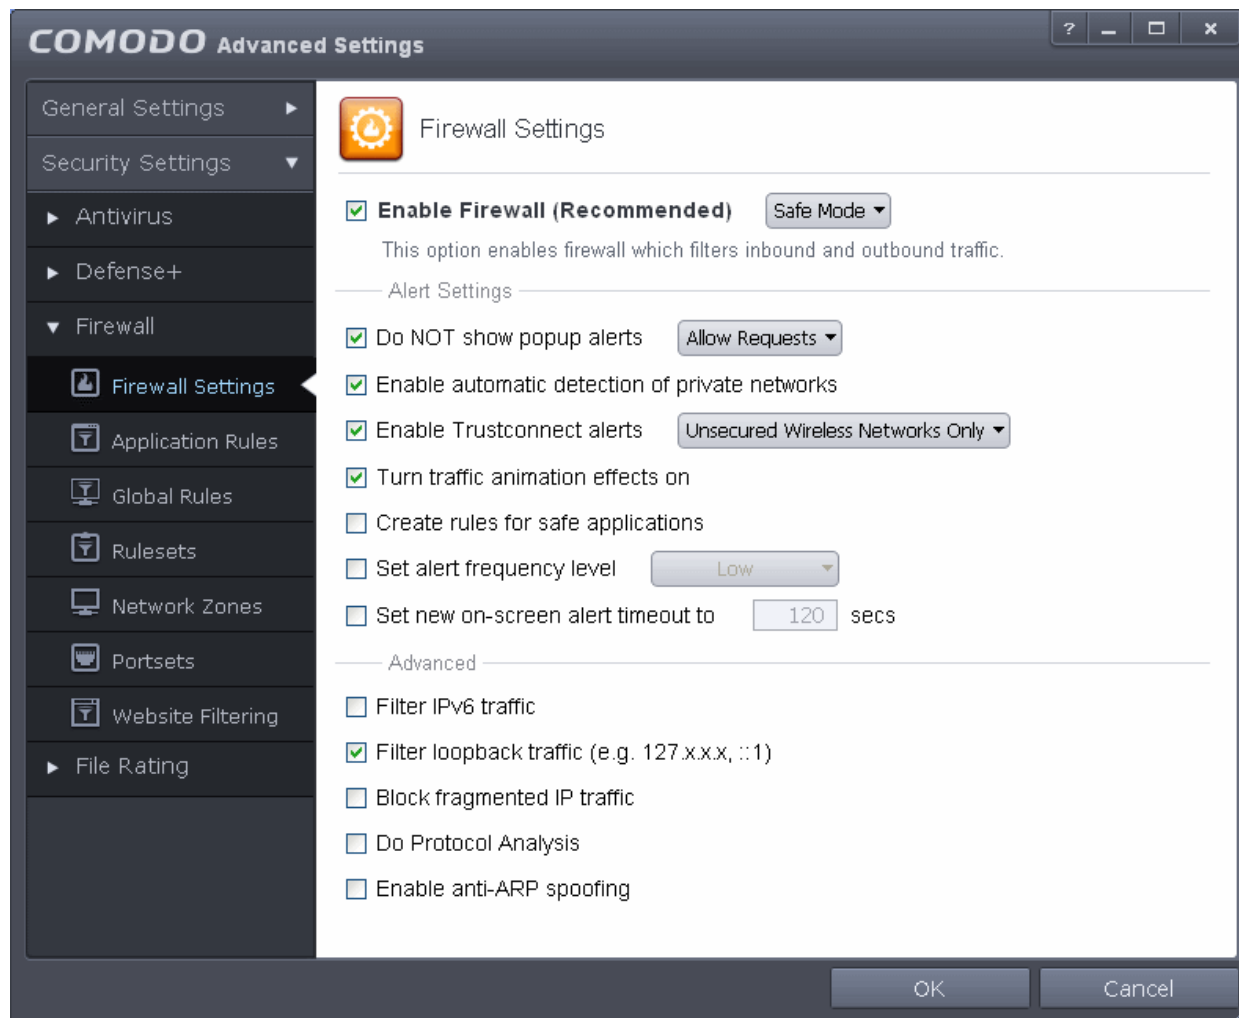 COMODO Advanced Settings
?
General Settings
Security Settings
Antivirus
Defense+
Firewall
Firewall Settings
Application Rules
Global Rules
Rulesets
Network Zones
Portsets
Website Filtering
File Rating
Firewall Settings
Enable Firewall (Recommended) Safe Mode
This option enables firewall which filters inbound and outbound traffic.
Alert Settings
Do NOT show popup alerts Allow Requests
Enable automatic detection of private networks
Enable Trustconnect alerts Unsecured Wireless Networks Only
Turn traffic animation effects on
Create rules for safe applications
Set alert frequency level Low
Set new on-screen alert timeout to 120 secs
Advanced
Filter IPv6 traffic
Filter loopback traffic (e.g. 127.x.x.x, ::1)
Block fragmented IP traffic
Do Protocol Analysis
Enable anti-ARP spoofing
OK Cancel